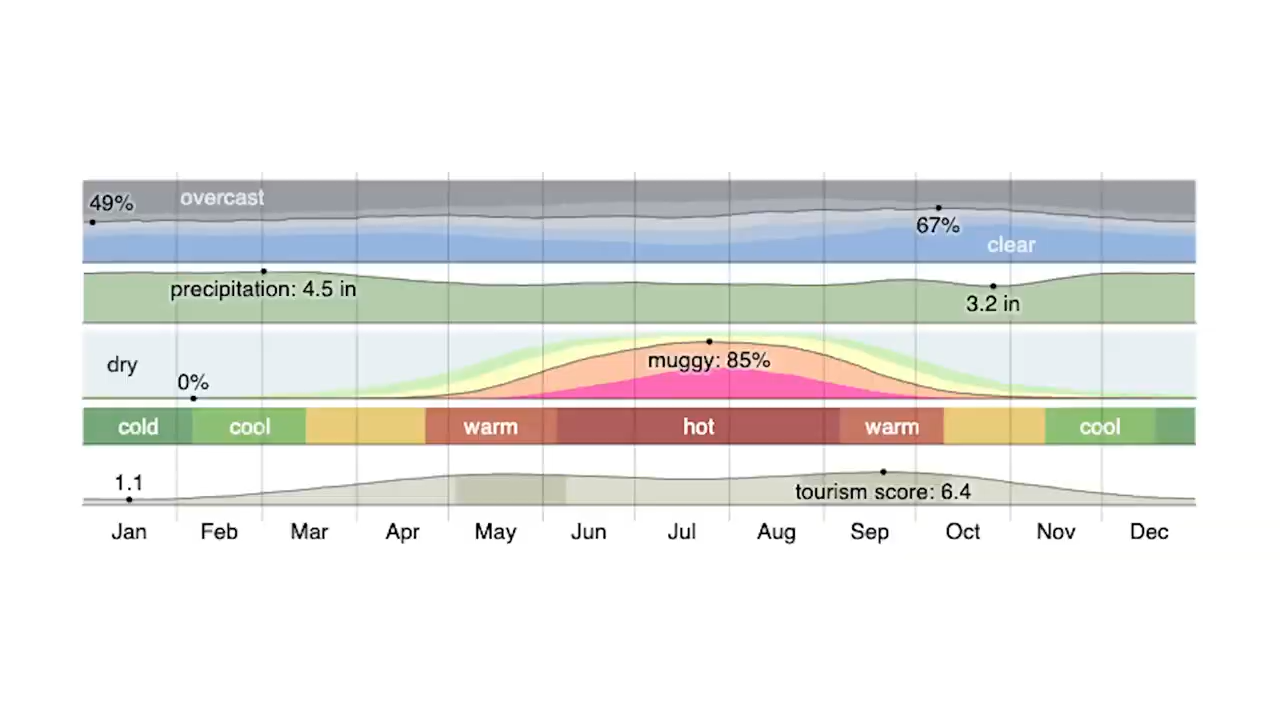 overcast
49%
67%
clear
precipitation: 4.5 in
3.2 in
dry
muggy: 85%
0%
cold cool warm hot warm cool
1.1
tourism score: 6.4
Jan Feb Mar Apr May Jun Jul Aug Sep Oct Nov Dec